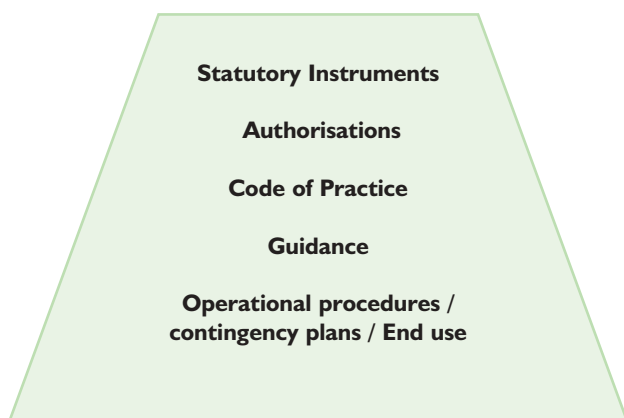 Statutory Instruments
Authorisations
Code of Practice
Guidance
Operational procedures /
contingency plans / End use